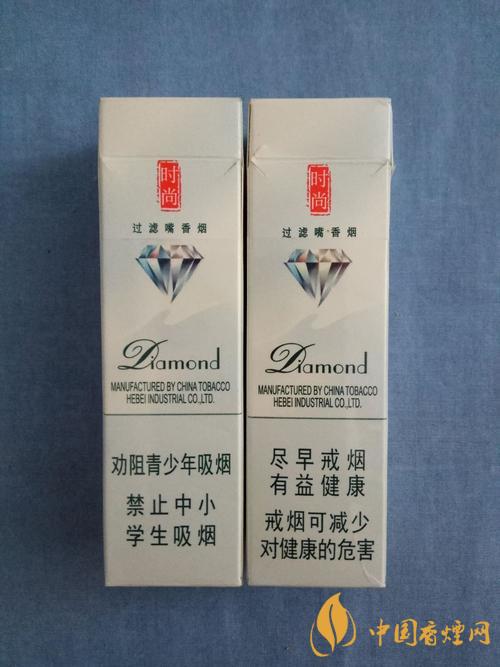 时尚
过滤嘴香烟
Diamond
MANUFACTURED BY CHINA TOBACCO
HEBEI INDUSTRIAL CO.,LTD.
劝阻青少年吸烟
禁止中小
学生吸烟
时尚
过滤嘴香烟
Diamond
MANUFACTURED BY CHINA TOBACCO
HEBEI INDUSTRIAL CO.,LTD.
尽早戒烟
有益健康
戒烟可减少
对健康的危害
中国香烟网